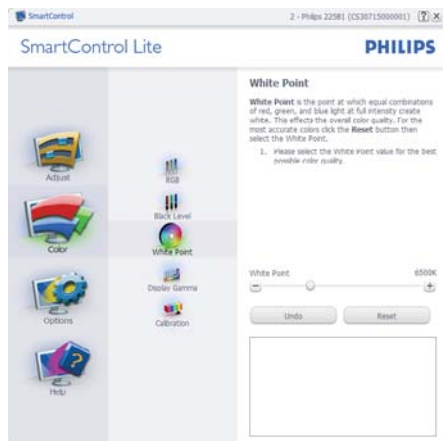 SmartControl
2 - Philips 225B1 (CS30715000001)
SmartControl Lite
PHILIPS
Adjust
Color
Options
Help
RGB
Black Level
White Point
Display Gamma
Calibration
White Point
White Point is the point at which equal combinations
of red, green, and blue light at full intensity create
white. This effects the overall color quality. For the
most accurate colors click the Reset button then
select the White Point.
1. Please select the White Point value for the best
possible color quality.
White Point 6500K
Undo Reset